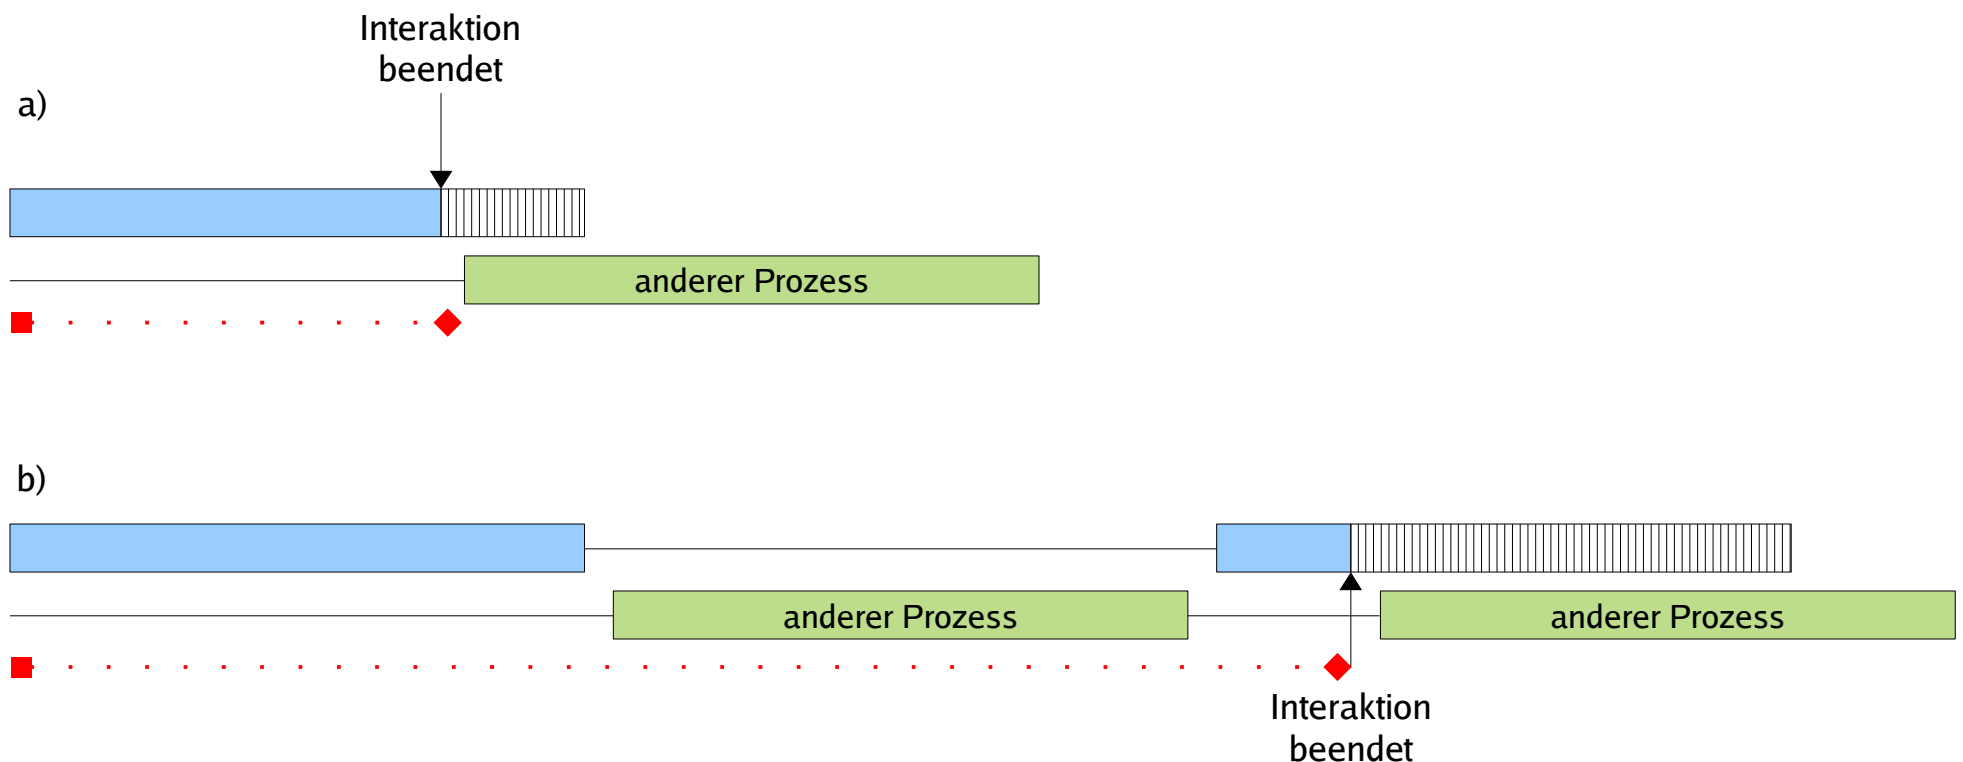 Interaktion
beendet
a)
anderer Prozess
b)
anderer Prozess
anderer Prozess
Interaktion
beendet